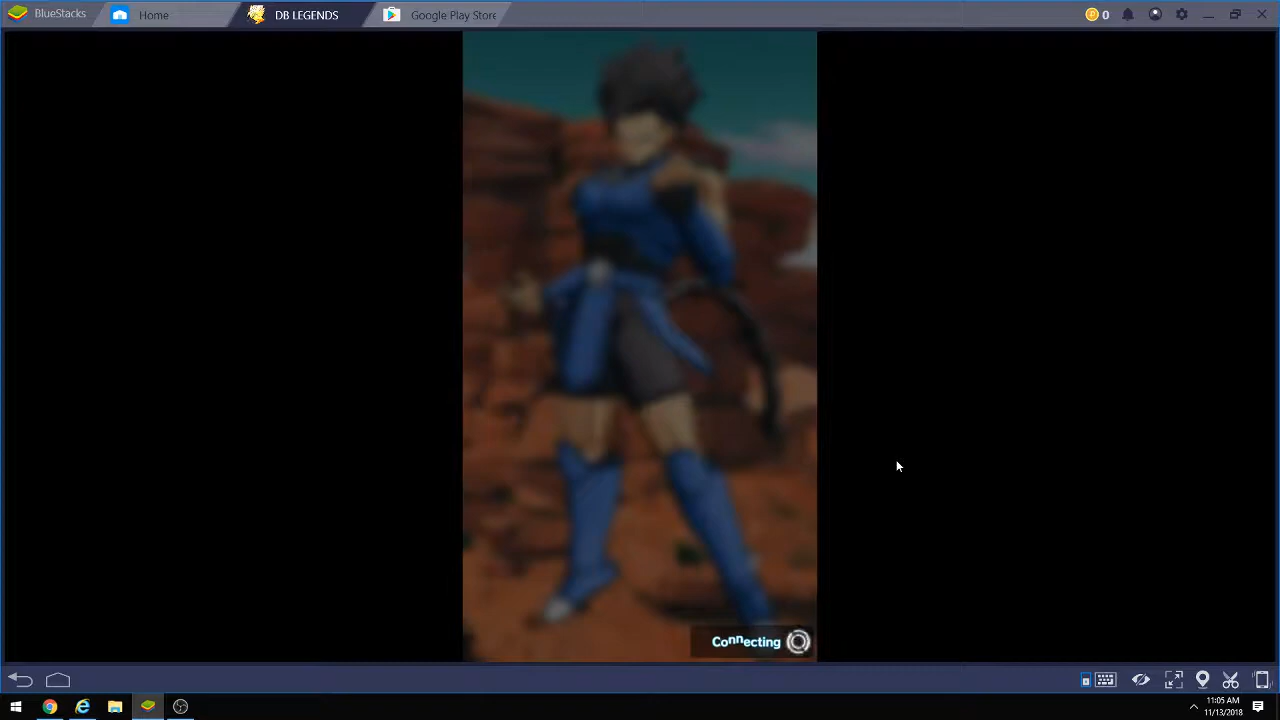 BlueStacks
Home
DB LEGENDS
Google Play Store
0
Connecting
11:05 AM
11/13/2018